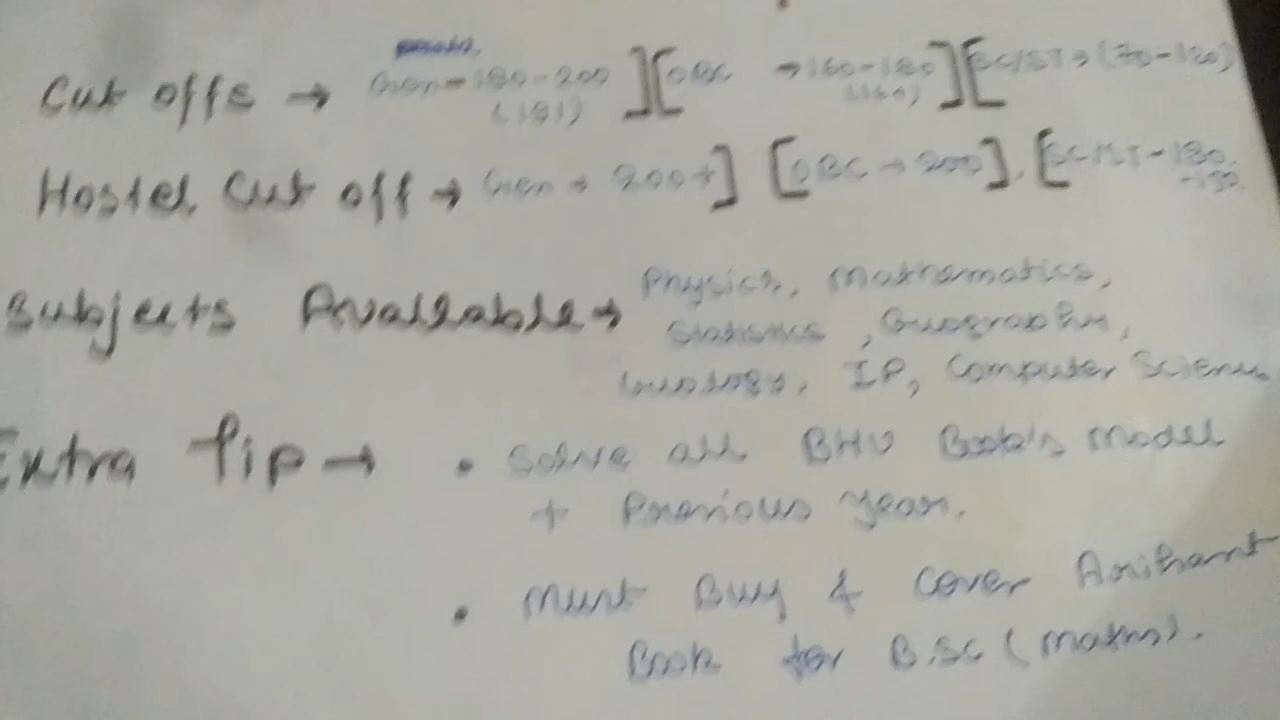 Cut offs → Gen - 180-200 ] [OBC → 160-180] [SC/ST → (70-120)
(181)
Hostel Cut off → Gen → 200+] [OBC → 200]. [SC/ST - 130
-150
Subjects Available → Physics, Mathematics,
Statistics, Geography,
Geology, IP, Computer Science
Extra Tip → • Solve all BHU Book's Model
+ Previous year.
• Must Buy & Cover Arihant
Book for B.Sc (maths).